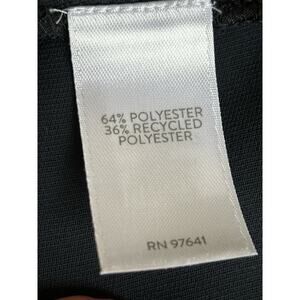 64% POLYESTER
36% RECYCLED
POLYESTER
RN 97641